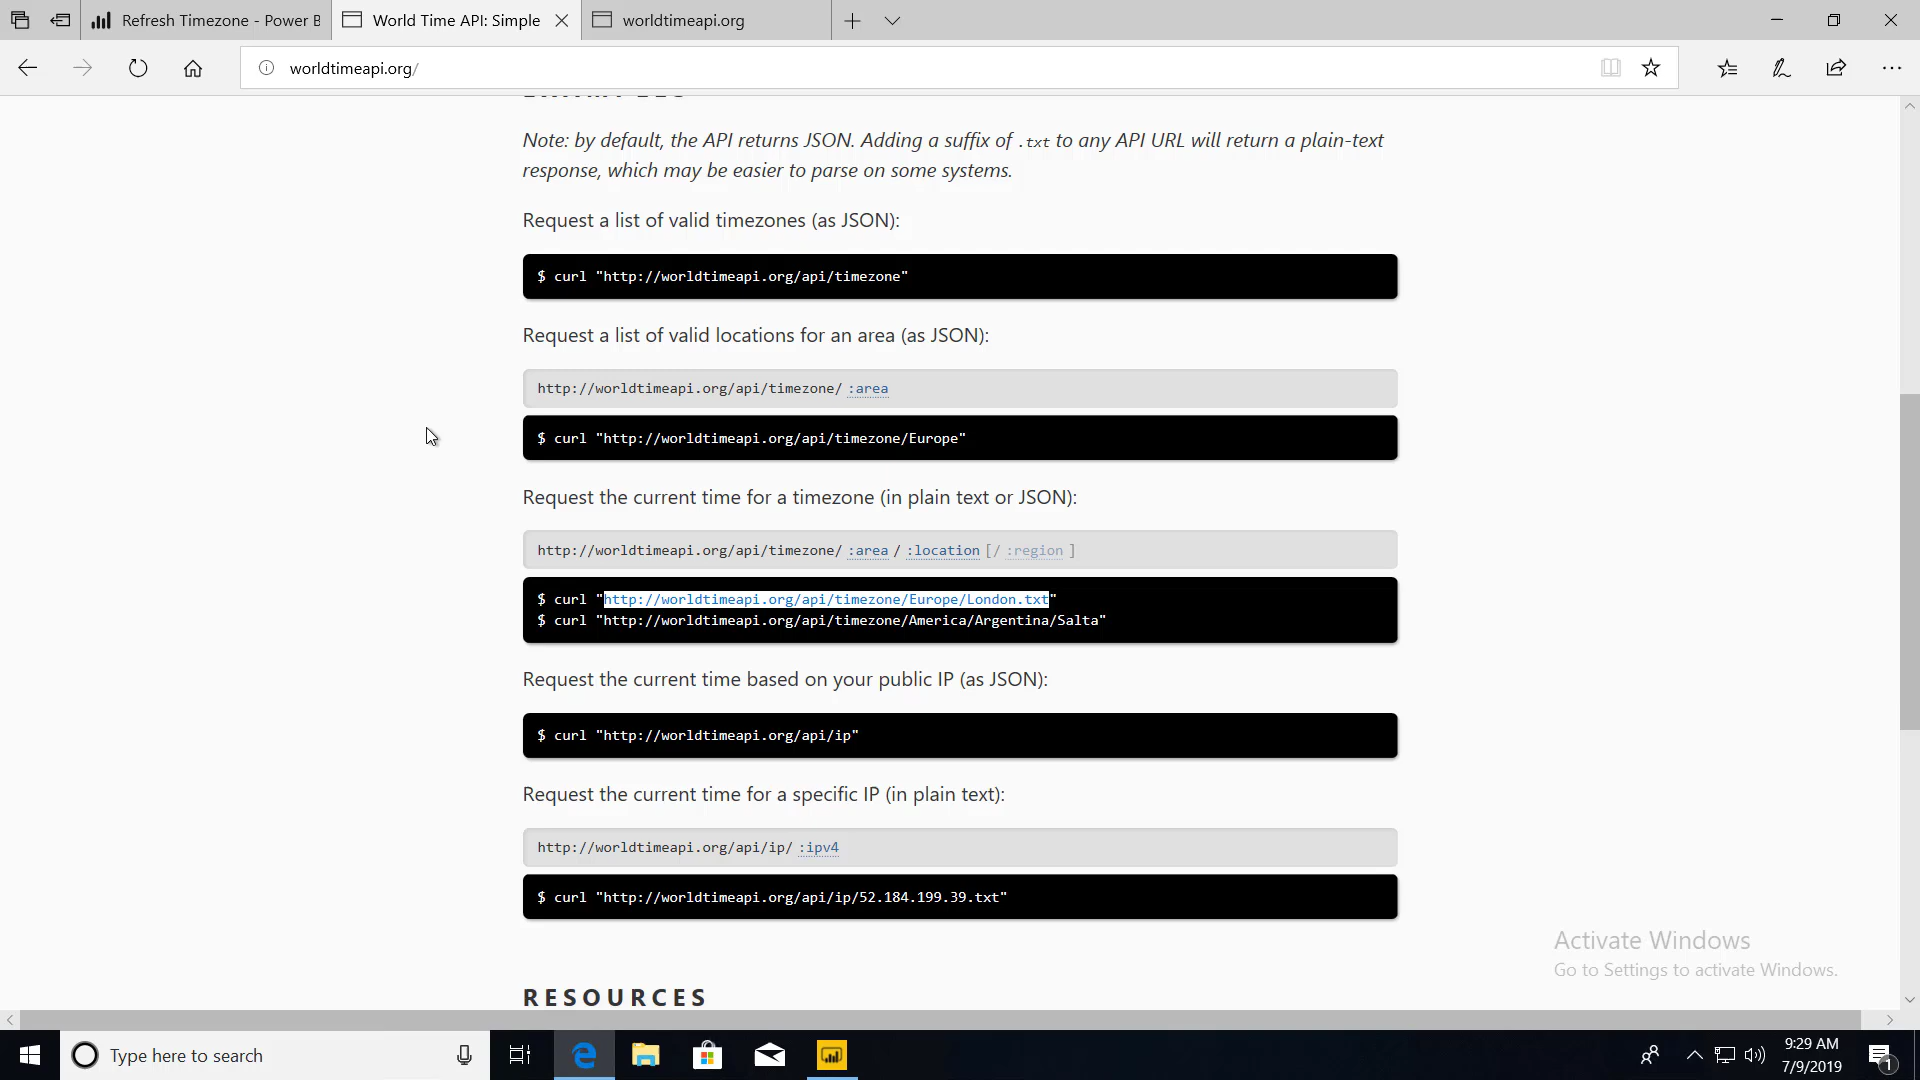 Refresh Timezone - Power B
World Time API: Simple
worldtimeapi.org
worldtimeapi.org/
Note: by default, the API returns JSON. Adding a suffix of .txt to any API URL will return a plain-text
response, which may be easier to parse on some systems.
Request a list of valid timezones (as JSON):
$ curl "http://worldtimeapi.org/api/timezone"
Request a list of valid locations for an area (as JSON):
http://worldtimeapi.org/api/timezone/ :area
$ curl "http://worldtimeapi.org/api/timezone/Europe"
Request the current time for a timezone (in plain text or JSON):
http://worldtimeapi.org/api/timezone/ :area / :location [/ :region ]
$ curl "http://worldtimeapi.org/api/timezone/Europe/London.txt"
$ curl "http://worldtimeapi.org/api/timezone/America/Argentina/Salta"
Request the current time based on your public IP (as JSON):
$ curl "http://worldtimeapi.org/api/ip"
Request the current time for a specific IP (in plain text):
http://worldtimeapi.org/api/ip/ :ipv4
$ curl "http://worldtimeapi.org/api/ip/52.184.199.39.txt"
RESOURCES
Activate Windows
Go to Settings to activate Windows.
Type here to search
9:29 AM
7/9/2019
1